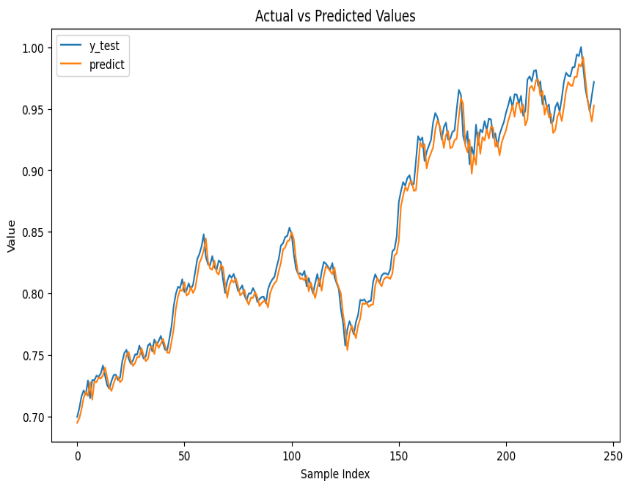 Actual vs Predicted Values
y_test
predict
1.00
0.95
0.90
0.85
0.80
0.75
0.70
Value
0 50 100 150 200 250
Sample Index